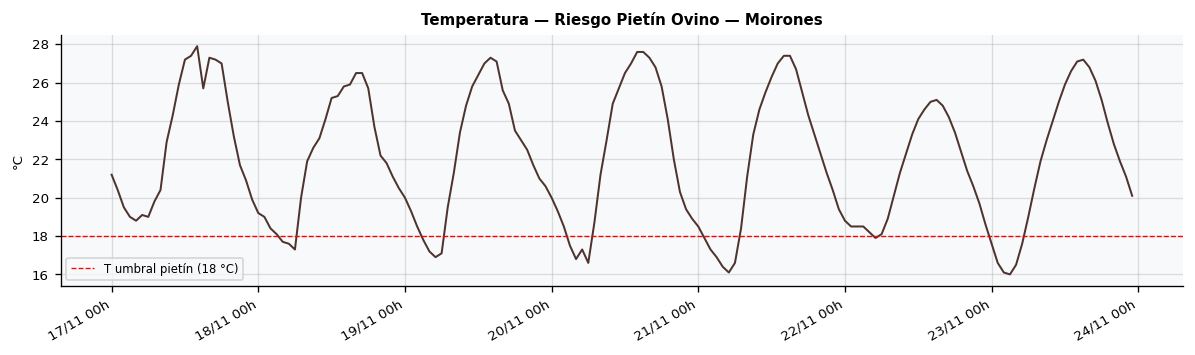 Temperatura — Riesgo Pietín Ovino — Moirones
28
26
24
22
20
18
16
°C
T umbral pietín (18 °C)
17/11 00h
18/11 00h
19/11 00h
20/11 00h
21/11 00h
22/11 00h
23/11 00h
24/11 00h